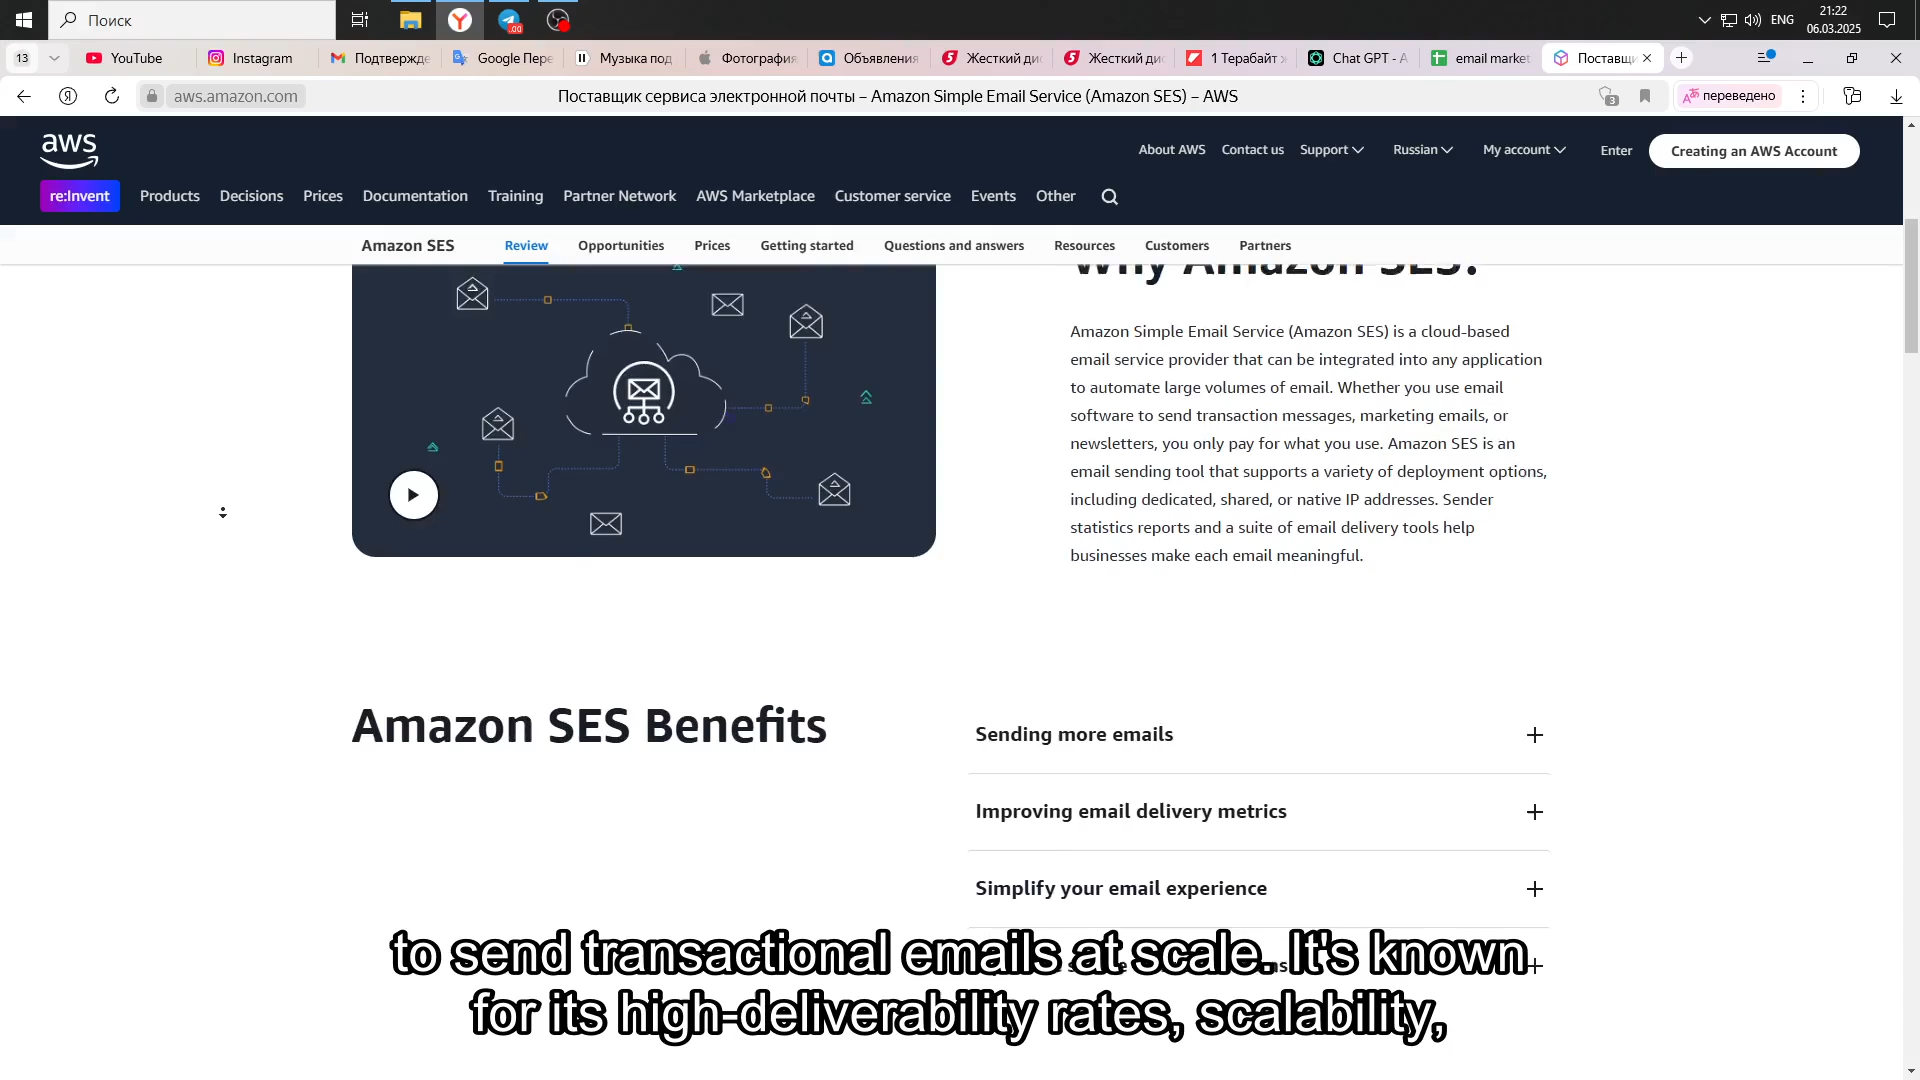 Поиск
ENG
21:22
06.03.2025
13
YouTube
Instagram
Подтвержде
Google Пере
Музыка под
Фотография
Объявления
Жесткий дис
Жесткий дис
1 Терабайт ж
Chat GPT - A
email market
Поставщи
aws.amazon.com
Поставщик сервиса электронной почты – Amazon Simple Email Service (Amazon SES) – AWS
3
переведено
aws
About AWS
Contact us
Support
Russian
My account
Enter
Creating an AWS Account
re:Invent
Products
Decisions
Prices
Documentation
Training
Partner Network
AWS Marketplace
Customer service
Events
Other
Amazon SES
Review
Opportunities
Prices
Getting started
Questions and answers
Resources
Customers
Partners
Why Amazon SES?
Amazon Simple Email Service (Amazon SES) is a cloud-based
email service provider that can be integrated into any application
to automate large volumes of email. Whether you use email
software to send transaction messages, marketing emails, or
newsletters, you only pay for what you use. Amazon SES is an
email sending tool that supports a variety of deployment options,
including dedicated, shared, or native IP addresses. Sender
statistics reports and a suite of email delivery tools help
businesses make each email meaningful.
Amazon SES Benefits
Sending more emails
Improving email delivery metrics
Simplify your email experience
to send transactional emails at scale. It's known
for its high-deliverability rates, scalability,